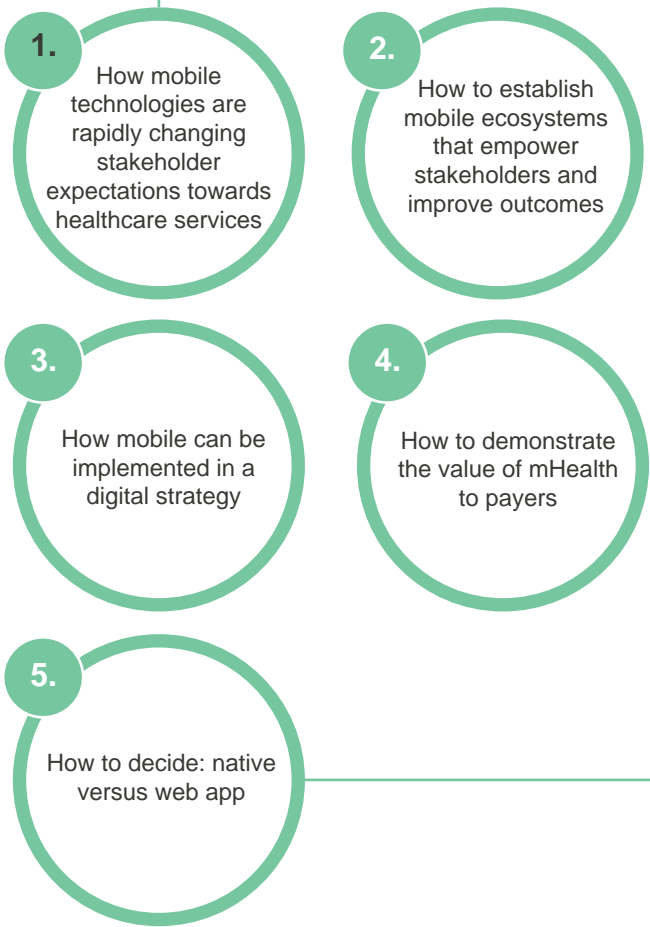 1.
How mobile
technologies are
rapidly changing
stakeholder
expectations towards
healthcare services
2.
How to establish
mobile ecosystems
that empower
stakeholders and
improve outcomes
3.
How mobile can be
implemented in a
digital strategy
4.
How to demonstrate
the value of mHealth
to payers
5.
How to decide: native
versus web app